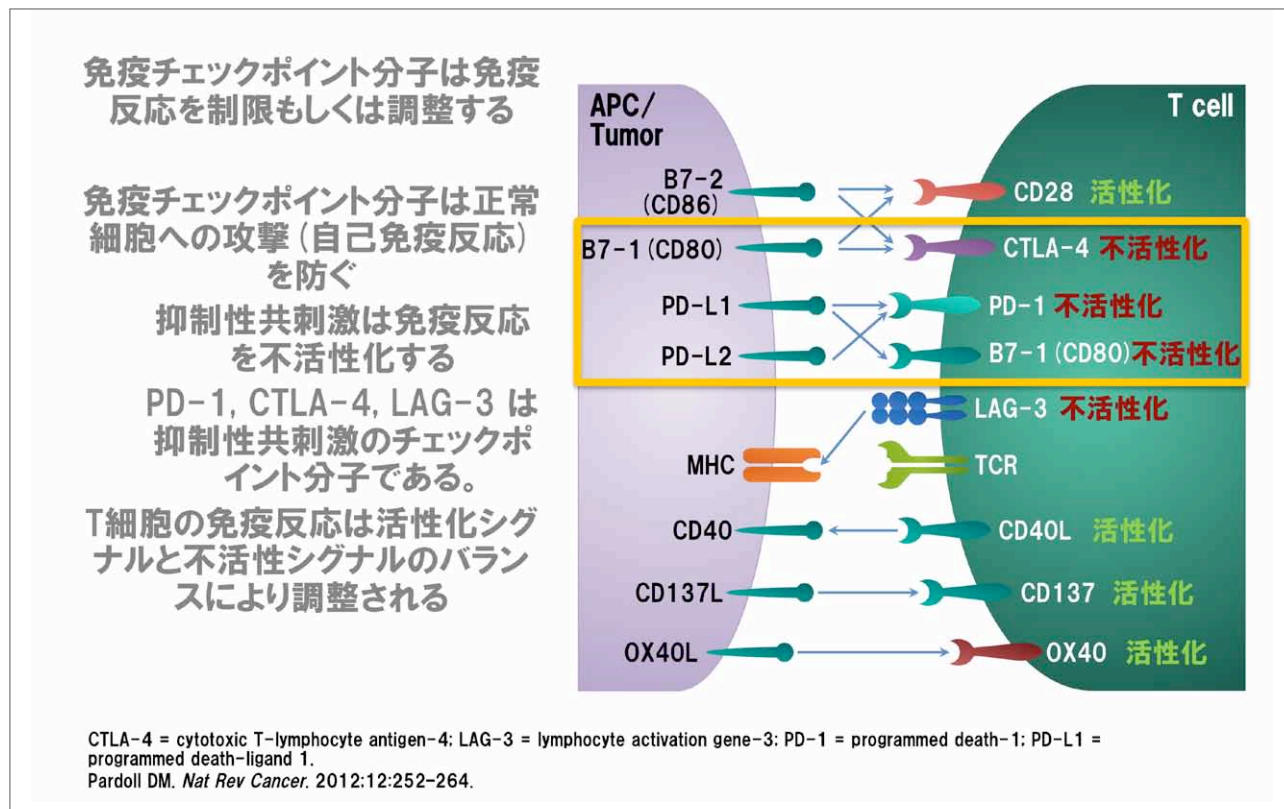 免疫チェックポイント分子は免疫
反応を制限もしくは調整する
免疫チェックポイント分子は正常
細胞への攻撃(自己免疫反応)
を防ぐ
抑制性共刺激は免疫反応
を不活性化する
PD-1, CTLA-4, LAG-3 は
抑制性共刺激のチェックポ
イント分子である。
T細胞の免疫反応は活性化シグ
ナルと不活性シグナルのバラン
スにより調整される
APC/
Tumor
T cell
B7-2
(CD86)
CD28 活性化
B7-1(CD80)
CTLA-4 不活性化
PD-L1
PD-1 不活性化
PD-L2
B7-1(CD80)不活性化
LAG-3 不活性化
MHC
TCR
CD40
CD40L 活性化
CD137L
CD137 活性化
OX40L
OX40 活性化
CTLA-4 = cytotoxic T-lymphocyte antigen-4; LAG-3 = lymphocyte activation gene-3; PD-1 = programmed death-1; PD-L1 =
programmed death-ligand 1.
Pardoll DM. Nat Rev Cancer. 2012;12:252-264.